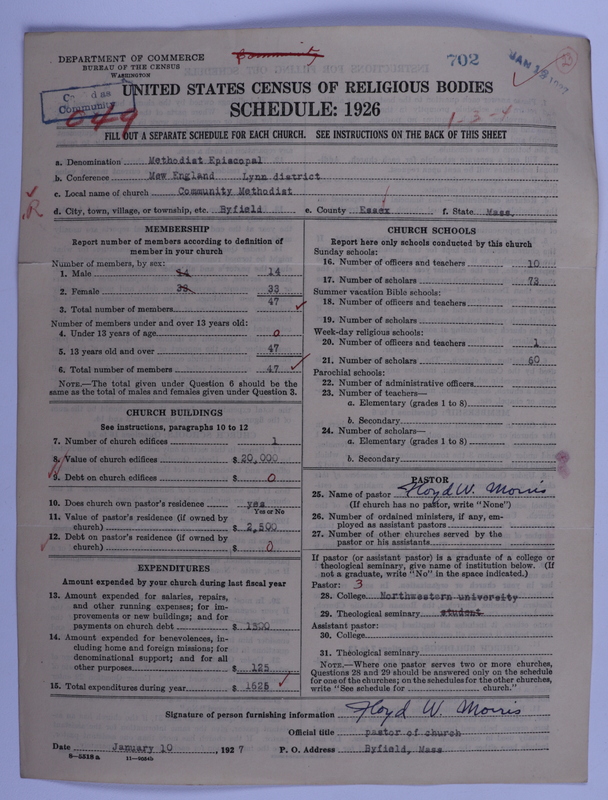 DEPARTMENT OF COMMERCE
BUREAU OF THE CENSUS
WASHINGTON
Community
702
JAN
23
Community
049
UNITED STATES CENSUS OF RELIGIOUS BODIES
SCHEDULE: 1926
1-3-4
FILL OUT A SEPARATE SCHEDULE FOR EACH CHURCH. SEE INSTRUCTIONS ON THE BACK OF THIS SHEET
a. Denomination Methodist Episcopal
b. Conference New England Lynn district
c. Local name of church Community Methodist
R
d. City, town, village, or township, etc. Byfield e. County Essex f. State Mass.
MEMBERSHIP
Report number of members according to definition of
member in your church
Number of members, by sex:
1. Male 14 14
2. Female 33 33
3. Total number of members 47
Number of members under and over 13 years old:
4. Under 13 years of age 0
5. 13 years old and over 47
6. Total number of members 47
NOTE.—The total given under Question 6 should be the
same as the total of males and females given under Question 3.
CHURCH BUILDINGS
See instructions, paragraphs 10 to 12
7. Number of church edifices 1
8. Value of church edifices $ 20,000
9. Debt on church edifices $ 0
10. Does church own pastor's residence yes
Yes or No
11. Value of pastor's residence (if owned by
church) $ 2,500
12. Debt on pastor's residence (if owned by
church) $ 0
EXPENDITURES
Amount expended by your church during last fiscal year
13. Amount expended for salaries, repairs,
and other running expenses; for im-
provements or new buildings; and for
payments on church debt $ 1500
14. Amount expended for benevolences, in-
cluding home and foreign missions; for
denominational support; and for all
other purposes $ 125
15. Total expenditures during year $ 1625
CHURCH SCHOOLS
Report here only schools conducted by this church
Sunday schools:
16. Number of officers and teachers 10
17. Number of scholars 73
Summer vacation Bible schools:
18. Number of officers and teachers
19. Number of scholars
Week-day religious schools:
20. Number of officers and teachers 1
21. Number of scholars 60
Parochial schools:
22. Number of administrative officers
23. Number of teachers—
a. Elementary (grades 1 to 8)
b. Secondary
24. Number of scholars—
a. Elementary (grades 1 to 8)
b. Secondary
PASTOR
25. Name of pastor Floyd W. Morris
(If church has no pastor, write "None")
26. Number of ordained ministers, if any, em-
ployed as assistant pastors
27. Number of other churches served by the
pastor or his assistants
If pastor (or assistant pastor) is a graduate of a college or
theological seminary, give name of institution below. (If
not a graduate, write "No" in the space indicated.)
Pastor: 3
28. College Northwestern university
29. Theological seminary student
Assistant pastor:
30. College
31. Theological seminary
NOTE.—Where one pastor serves two or more churches,
Questions 28 and 29 should be answered only on the schedule
for one of the churches; on the schedules for the other churches,
write "See schedule for church."
Signature of person furnishing information Floyd W. Morris
Official title pastor of church
Date January 10, 1927 P. O. Address Byfield, Mass
8—5518a 11—9054b